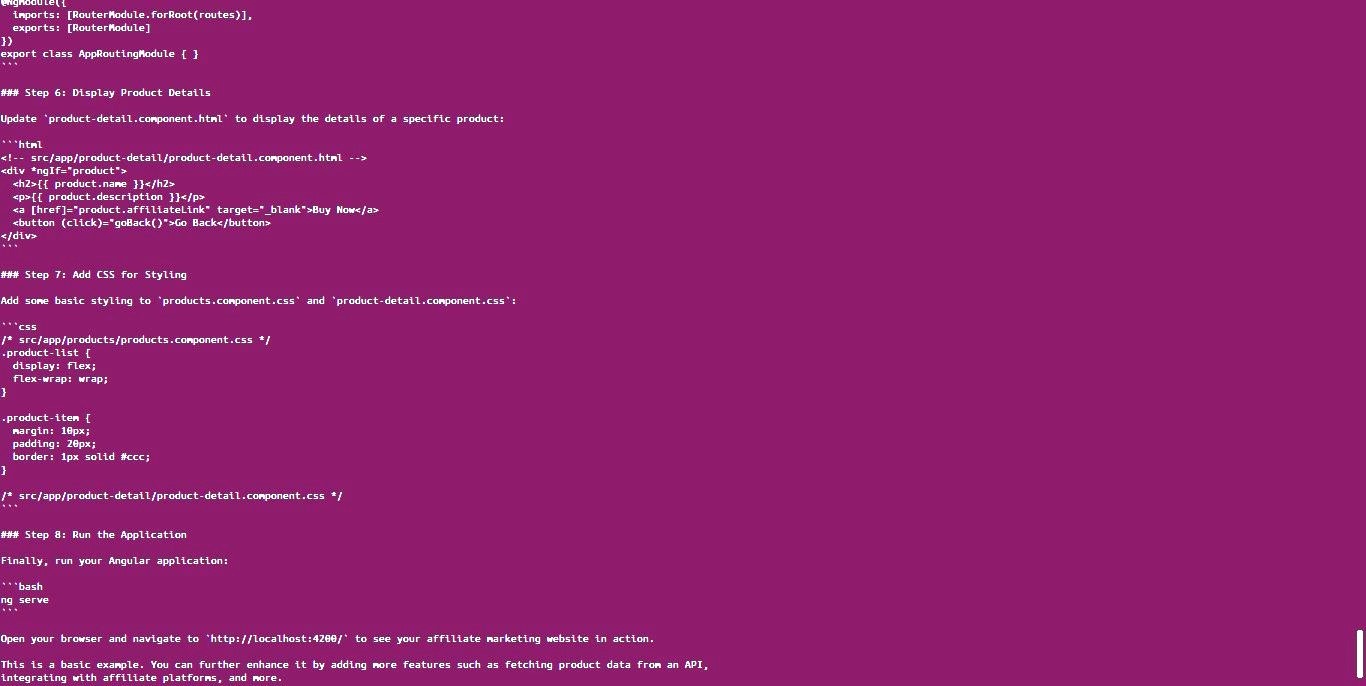 @NgModule({
  imports: [RouterModule.forRoot(routes)],
  exports: [RouterModule]
})
export class AppRoutingModule { }
```
### Step 6: Display Product Details
Update `product-detail.component.html` to display the details of a specific product:
```html
<!-- src/app/product-detail/product-detail.component.html -->
<div *ngIf="product">
  <h2>{{ product.name }}</h2>
  <p>{{ product.description }}</p>
  <a [href]="product.affiliateLink" target="_blank">Buy Now</a>
  <button (click)="goBack()">Go Back</button>
</div>
```
### Step 7: Add CSS for Styling
Add some basic styling to `products.component.css` and `product-detail.component.css`:
```css
/* src/app/products/products.component.css */
.product-list {
  display: flex;
  flex-wrap: wrap;
}
.product-item {
  margin: 10px;
  padding: 20px;
  border: 1px solid #ccc;
}
/* src/app/product-detail/product-detail.component.css */
```
### Step 8: Run the Application
Finally, run your Angular application:
```bash
ng serve
```
Open your browser and navigate to `http://localhost:4200/` to see your affiliate marketing website in action.
This is a basic example. You can further enhance it by adding more features such as fetching product data from an API,
integrating with affiliate platforms, and more.